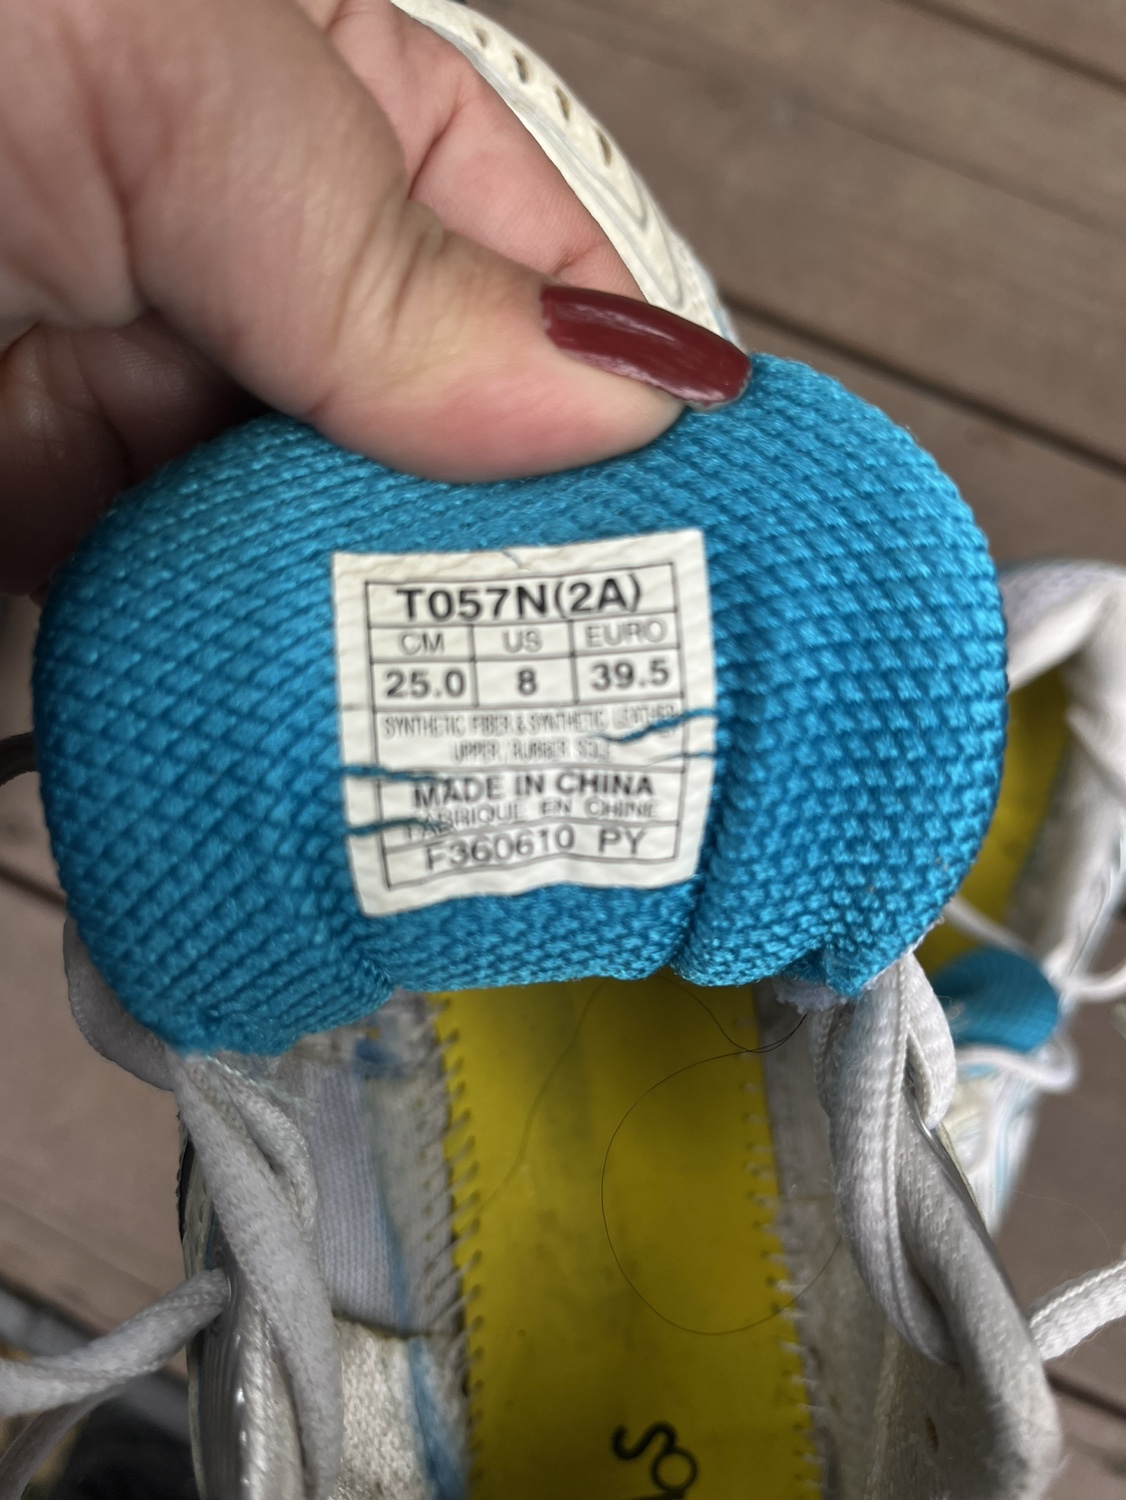 T057N(2A)
CM US EURO
25.0 8 39.5
SYNTHETIC FIBER & SYNTHETIC LEATHER
UPPER/RUBBER SOLE
MADE IN CHINA
FABRIQUE EN CHINE
F360610 PY
So